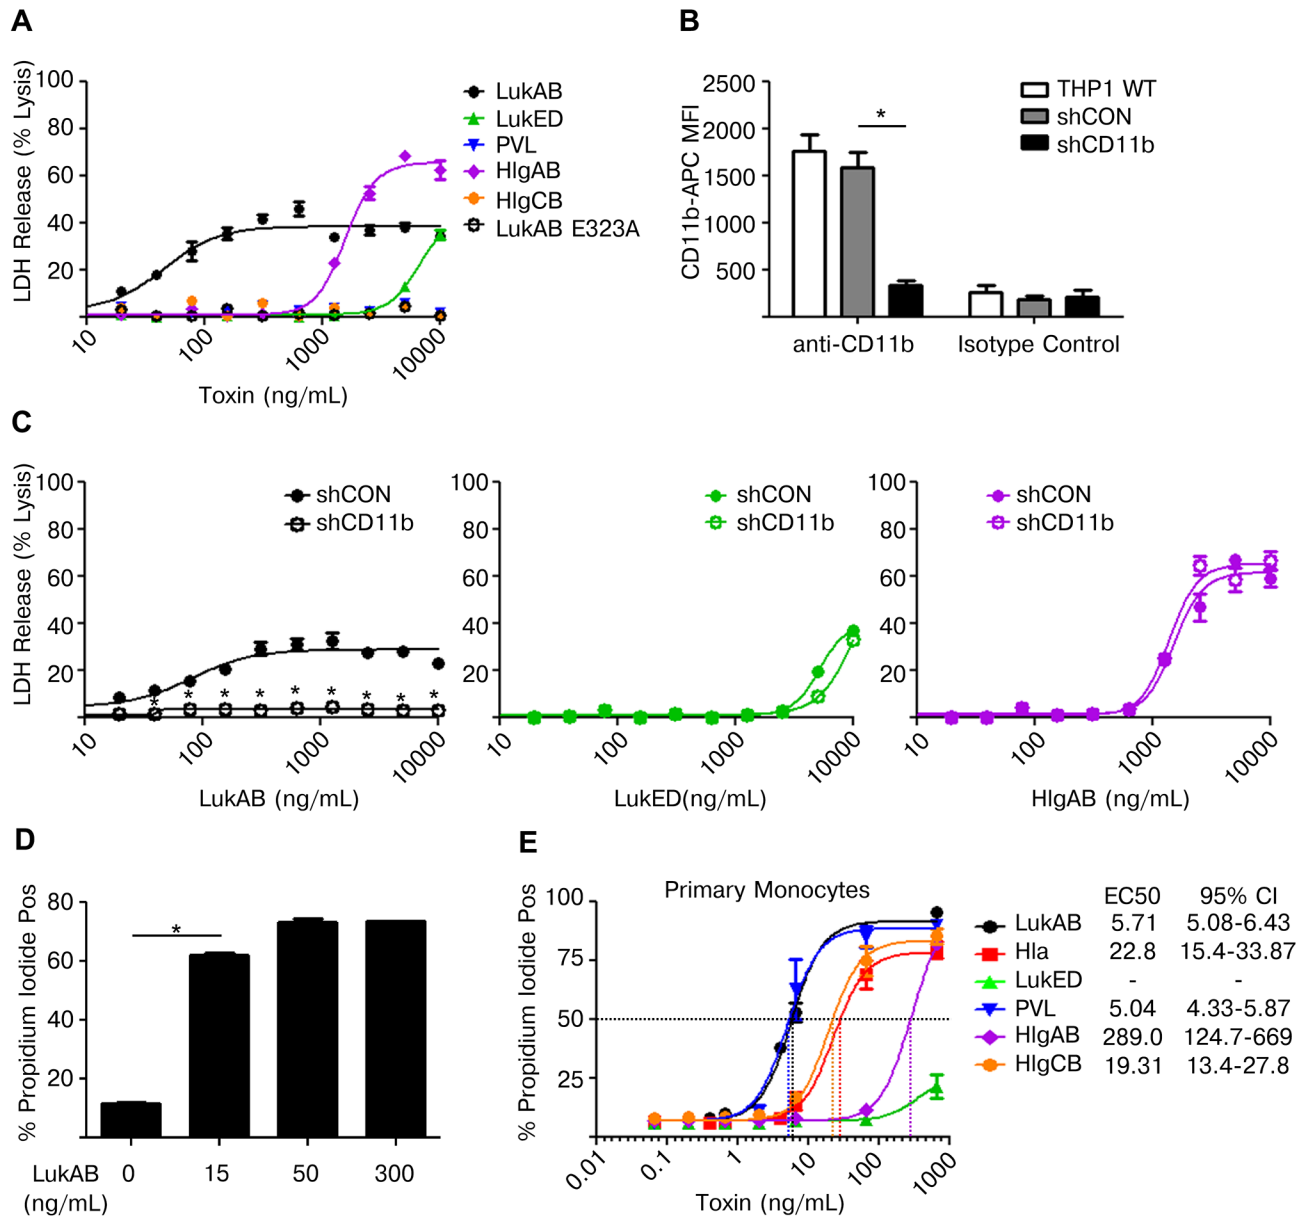 A
LDH Release (% Lysis)
100
80
60
40
20
10
100
1000
10000
Toxin (ng/mL)
LukAB
LukED
PVL
HlgAB
HlgCB
LukAB E323A
B
CD11b-APC MFI
2500
2000
1500
1000
500
*
THP1 WT
shCON
shCD11b
anti-CD11b
Isotype Control
C
LDH Release (% Lysis)
100
80
60
40
20
shCON
shCD11b
* * * * * * * * *
10
100
1000
10000
LukAB (ng/mL)
100
80
60
40
20
shCON
shCD11b
10
100
1000
10000
LukED(ng/mL)
100
80
60
40
20
shCON
shCD11b
10
100
1000
10000
HlgAB (ng/mL)
D
% Propidium Iodide Pos
80
60
40
20
*
LukAB
(ng/mL)
0
15
50
300
E
Primary Monocytes
% Propidium Iodide Pos
100
75
50
25
0.01
0.1
1
10
100
1000
Toxin (ng/mL)
EC50 95% CI
LukAB 5.71 5.08-6.43
Hla 22.8 15.4-33.87
LukED - -
PVL 5.04 4.33-5.87
HlgAB 289.0 124.7-669
HlgCB 19.31 13.4-27.8